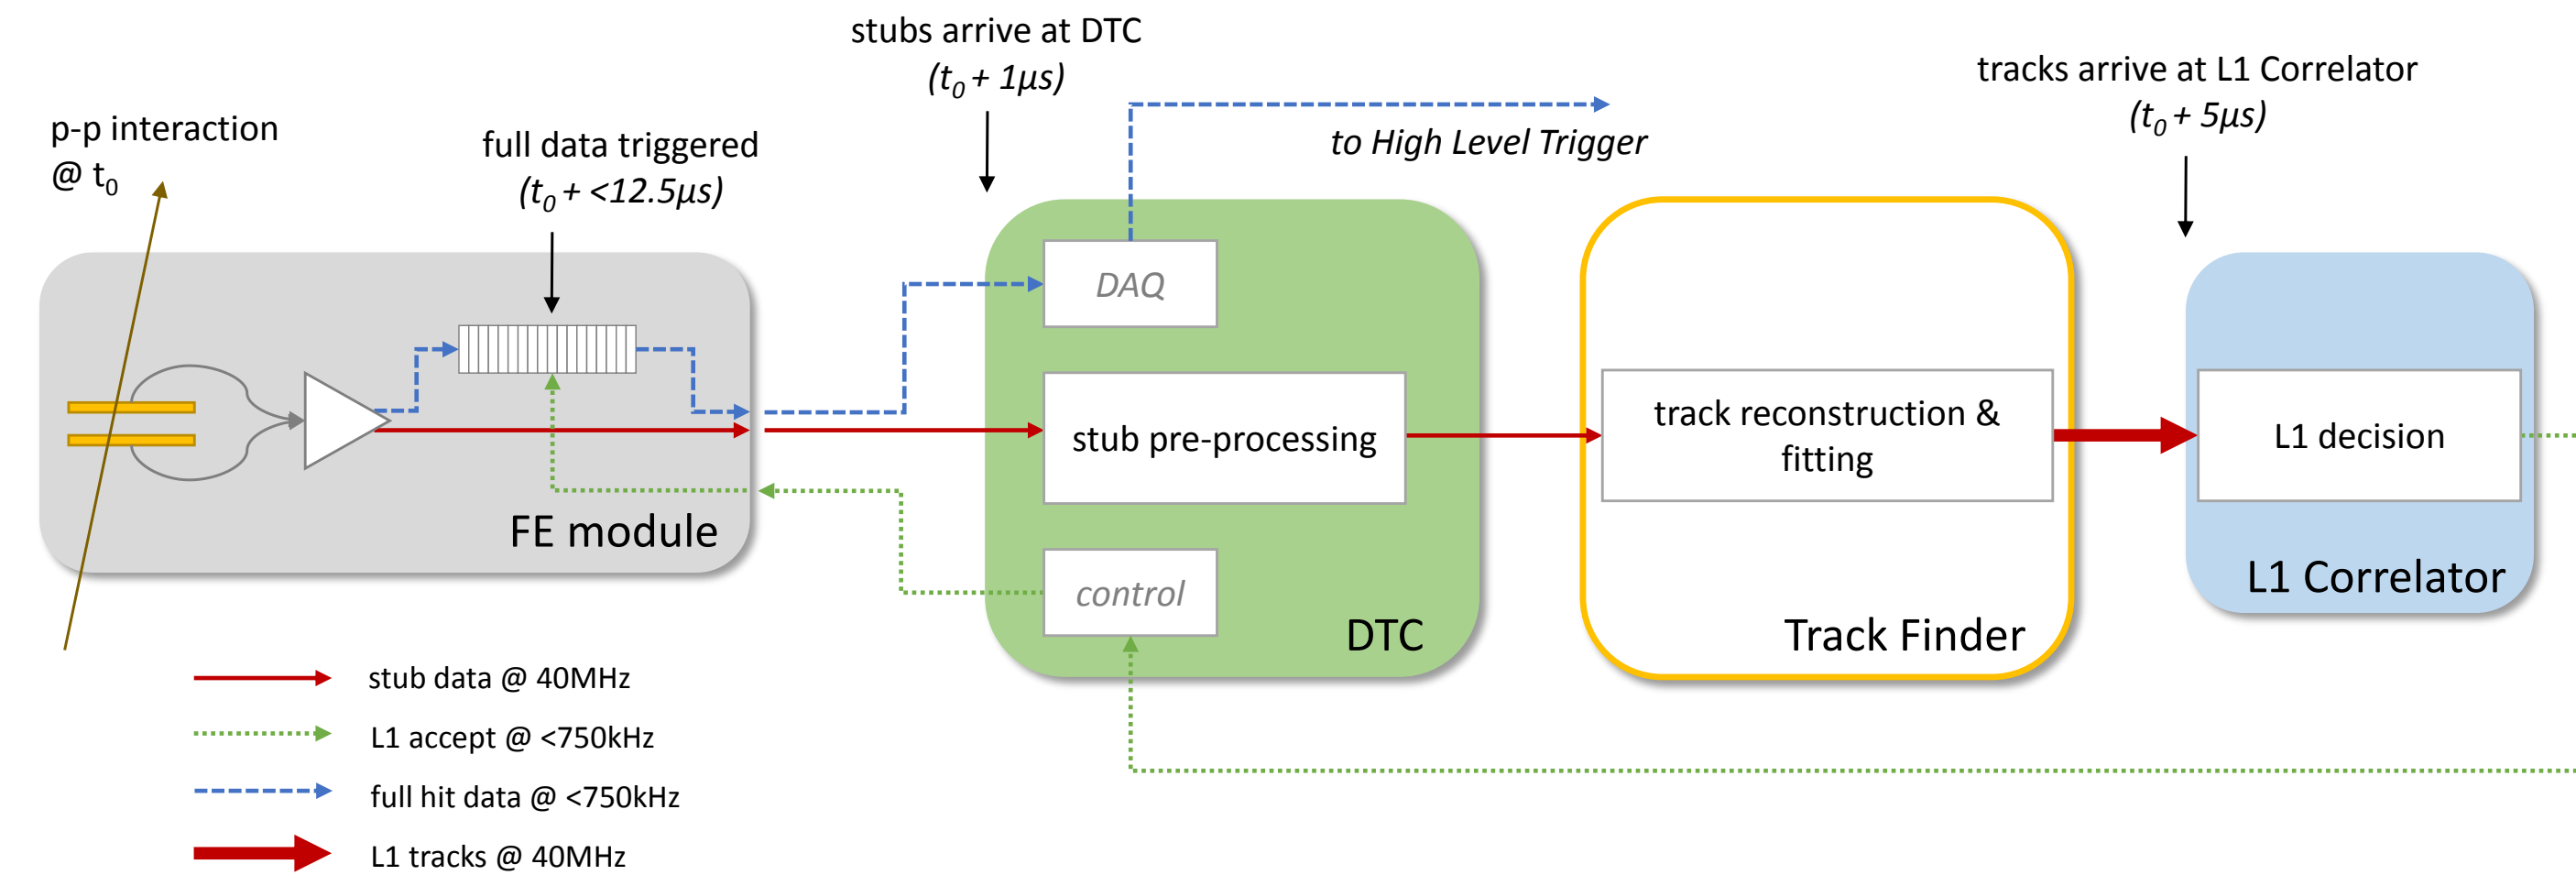 stubs arrive at DTC
(t0 + 1µs)
tracks arrive at L1 Correlator
(t0 + 5µs)
p-p interaction
@ t0
full data triggered
(t0 + <12.5µs)
to High Level Trigger
DAQ
stub pre-processing
track reconstruction &
fitting
L1 decision
FE module
control
DTC
Track Finder
L1 Correlator
stub data @ 40MHz
L1 accept @ <750kHz
full hit data @ <750kHz
L1 tracks @ 40MHz